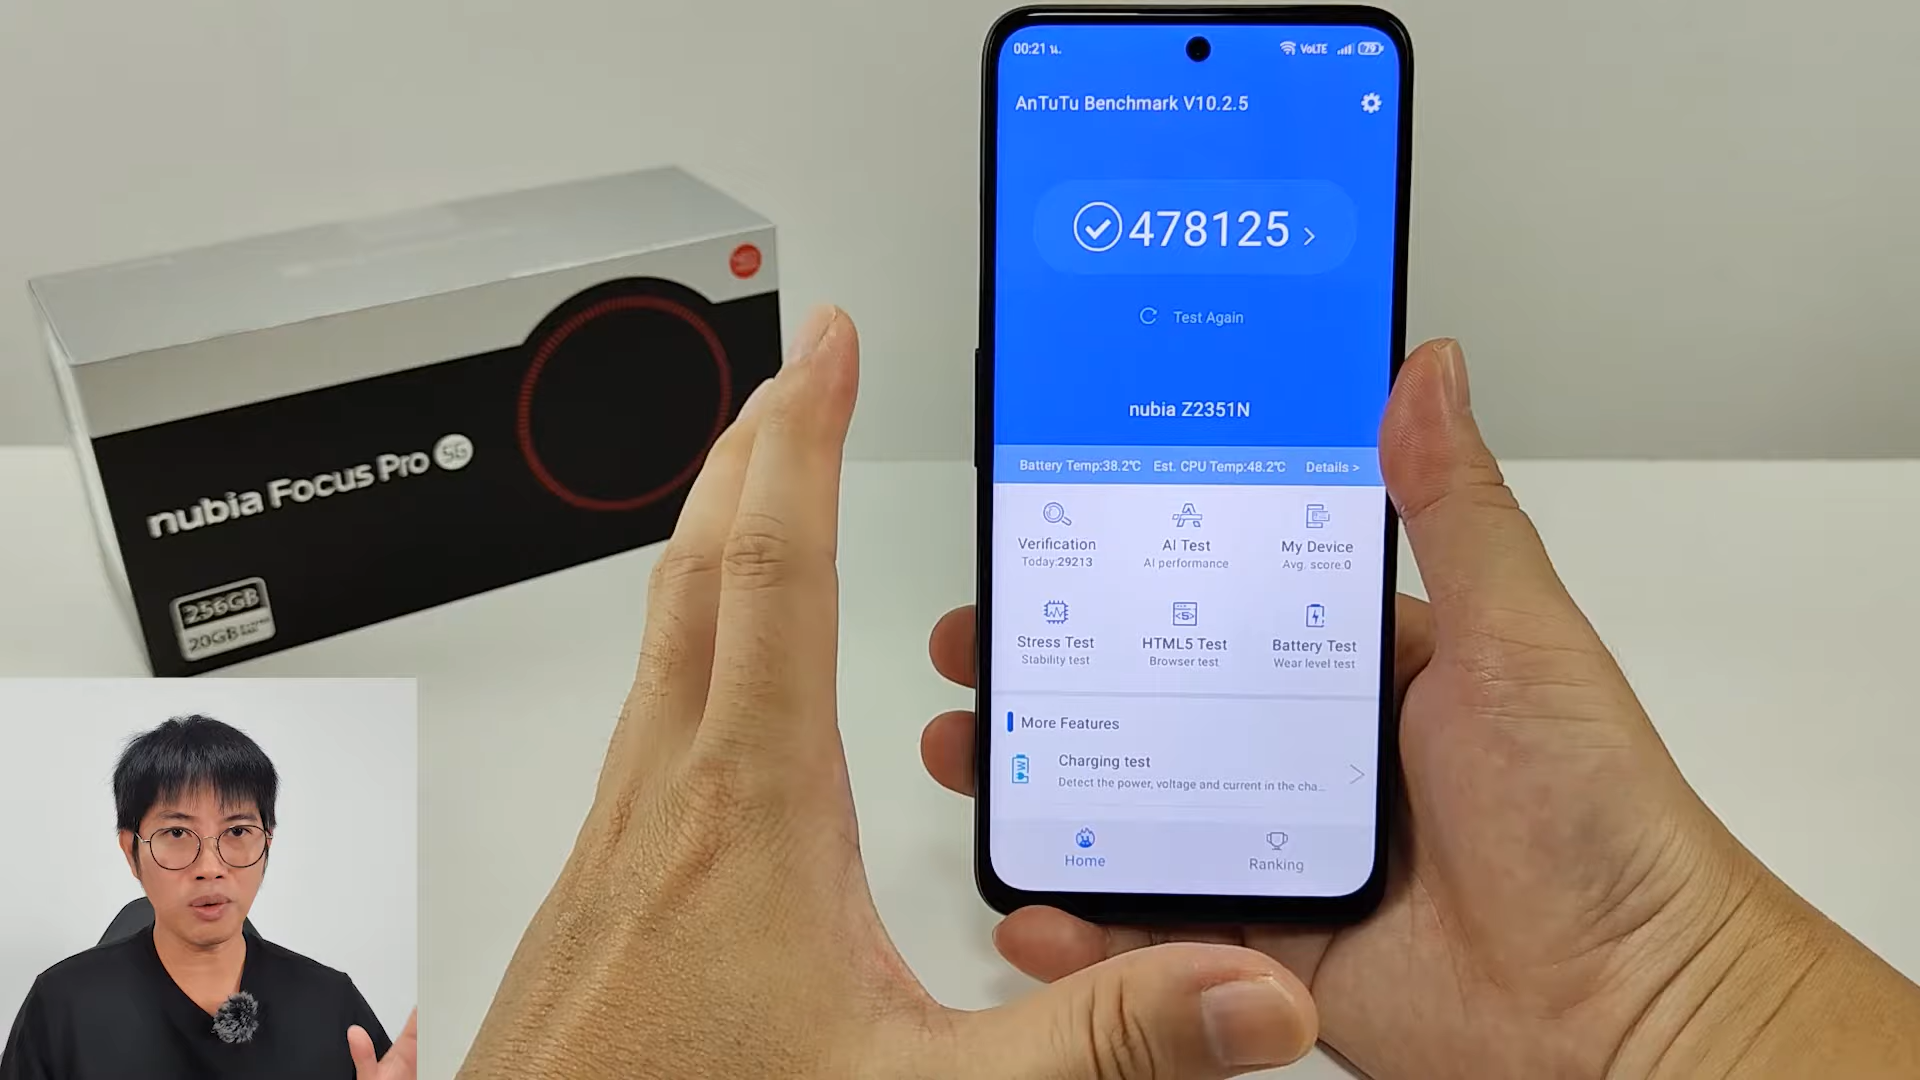 nubia Focus Pro 5G
256GB
20GB
00:21 น.
VoLTE
79
AnTuTu Benchmark V10.2.5
478125
Test Again
nubia Z2351N
Battery Temp:38.2℃ Est. CPU Temp:48.2℃ Details >
Verification
Today:29213
AI Test
AI performance
My Device
Avg. score:0
Stress Test
Stability test
HTML5 Test
Browser test
Battery Test
Wear level test
More Features
Charging test
Detect the power, voltage and current in the cha...
Home
Ranking